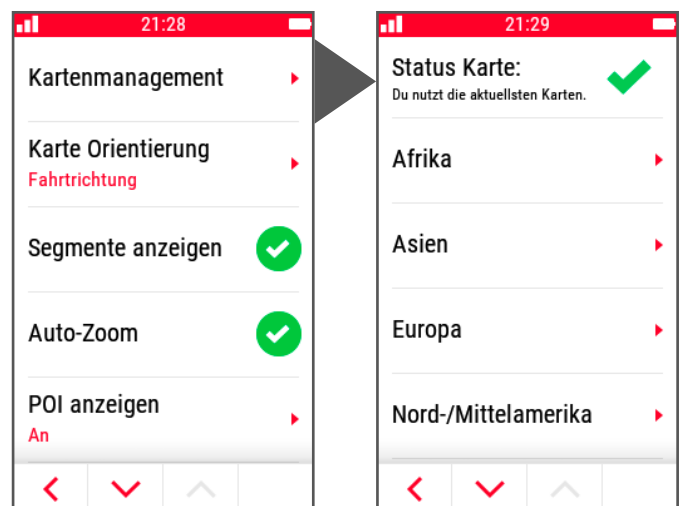 21:28
Kartenmanagement
Karte Orientierung
Fahrtrichtung
Segmente anzeigen
Auto-Zoom
POI anzeigen
An
21:29
Status Karte:
Du nutzt die aktuellsten Karten.
Afrika
Asien
Europa
Nord-/Mittelamerika